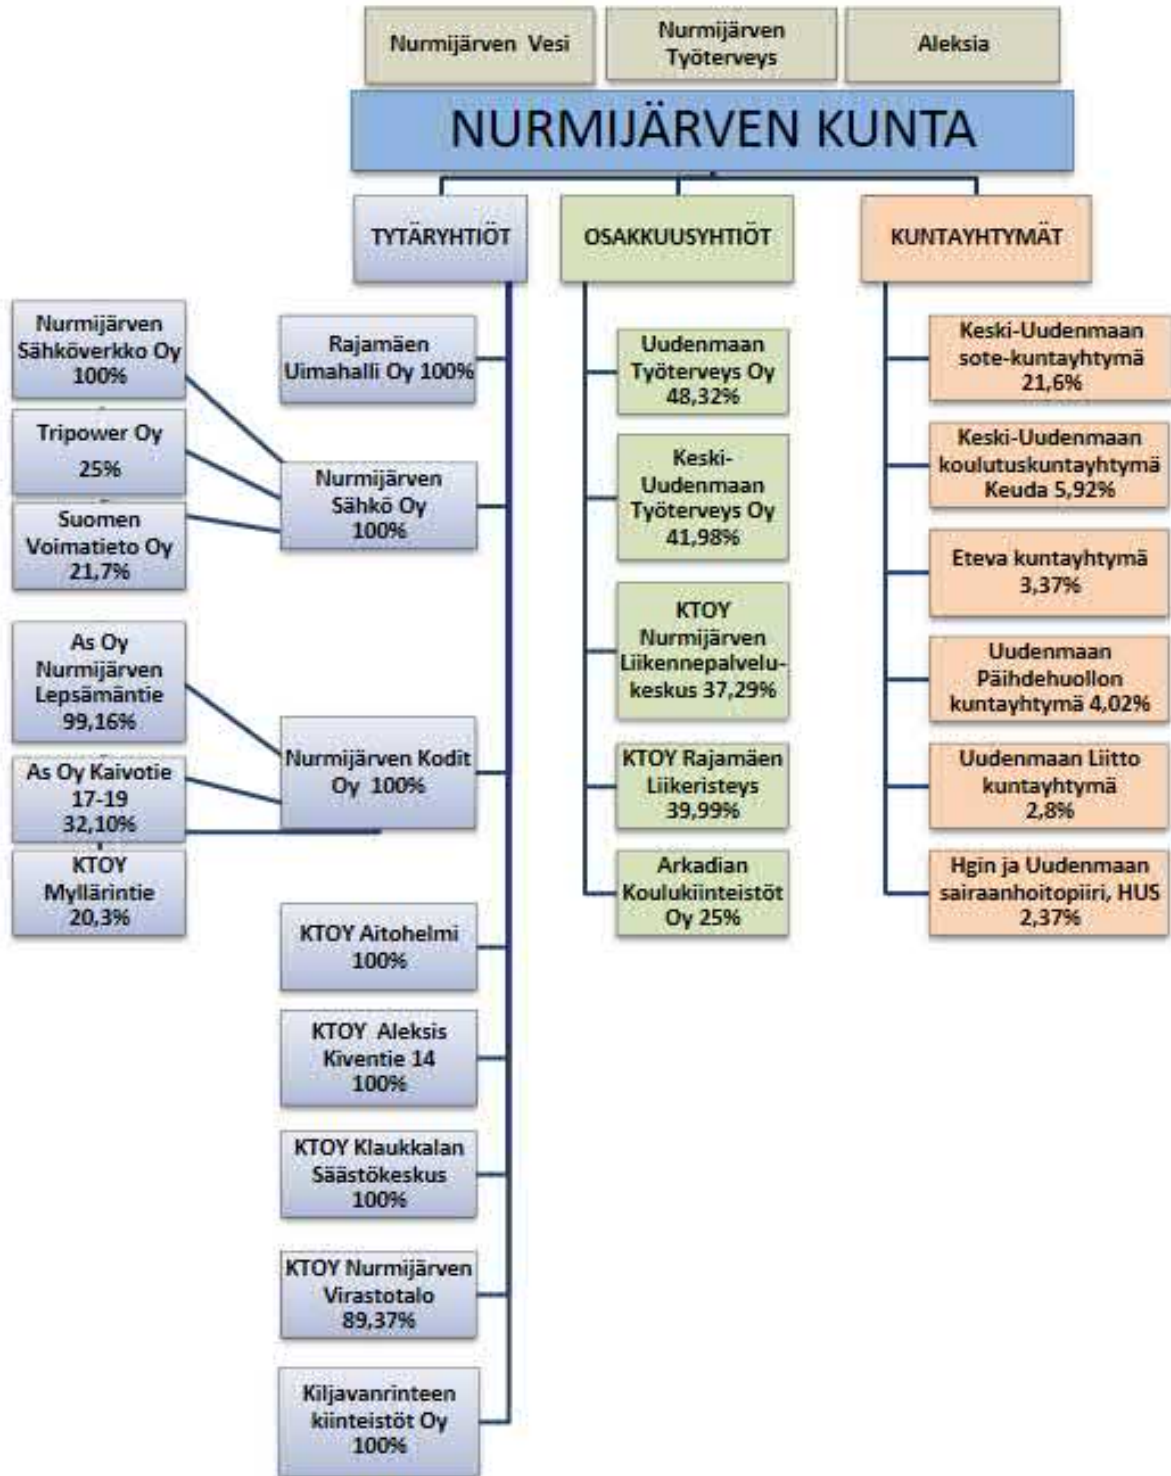 Nurmijärven Vesi
Nurmijärven
Työterveys
Aleksia
NURMIJÄRVEN KUNTA
TYTÄRYHTIÖT
OSAKKUUSYHTIÖT
KUNTAYHTYMÄT
Nurmijärven
Sähköverkko Oy
100%
Tripower Oy
25%
Suomen
Voimatieto Oy
21,7%
As Oy
Nurmijärven
Lepsämäntie
99,16%
As Oy Kaivotie
17-19
32,10%
KTOY
Myllärintie
20,3%
Rajamäen
Uimahalli Oy 100%
Nurmijärven
Sähkö Oy
100%
Nurmijärven Kodit
Oy 100%
KTOY Aitohelmi
100%
KTOY Aleksis
Kiventie 14
100%
KTOY Klaukkalan
Säästökeskus
100%
KTOY Nurmijärven
Virastotalo
89,37%
Kiljavanrinteen
kiinteistöt Oy
100%
Uudenmaan
Työterveys Oy
48,32%
Keski-
Uudenmaan
Työterveys Oy
41,98%
KTOY
Nurmijärven
Liikennepalvelu-
keskus 37,29%
KTOY Rajamäen
Liikeristeys
39,99%
Arkadian
Koulukiinteistöt
Oy 25%
Keski-Uudenmaan
sote-kuntayhtymä
21,6%
Keski-Uudenmaan
koulutuskuntayhtymä
Keuda 5,92%
Eteva kuntayhtymä
3,37%
Uudenmaan
Päihdehuollon
kuntayhtymä 4,02%
Uudenmaan Liitto
kuntayhtymä
2,8%
Hgin ja Uudenmaan
sairaanhoitopiiri, HUS
2,37%